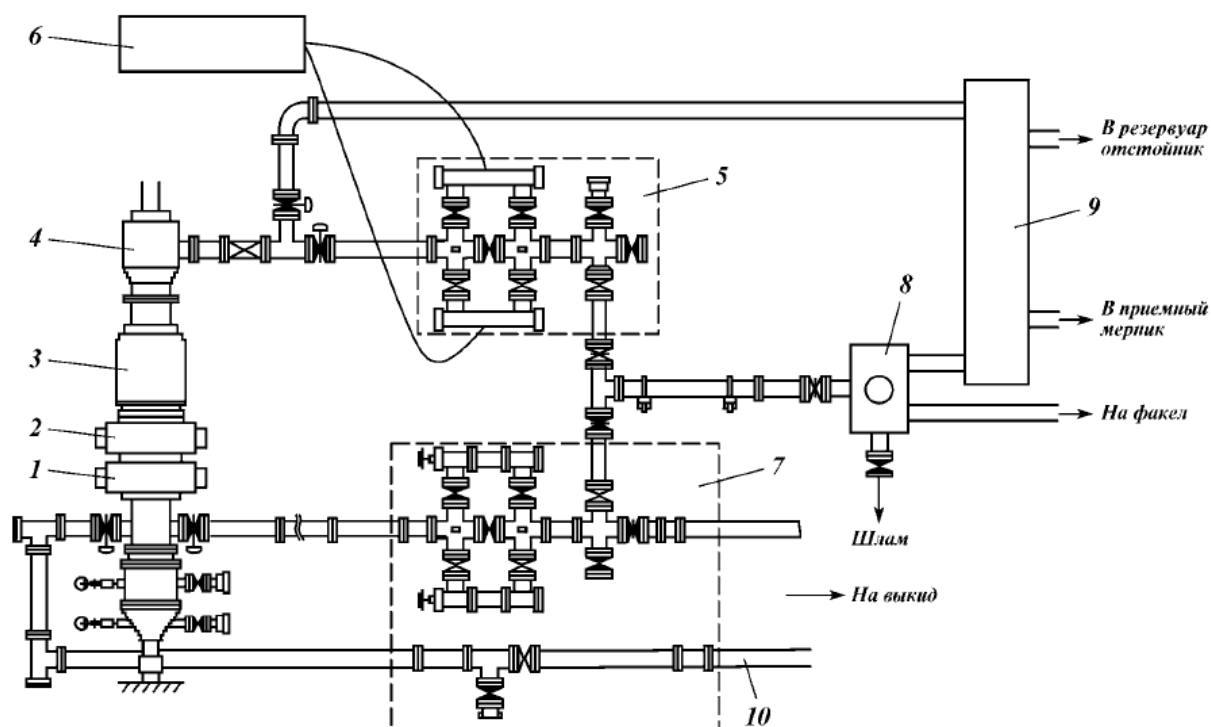 6
В резервуар
отстойник
5
4
9
В приемный
мерник
8
3
На факел
2
7
1
Шлам
На выкид
10